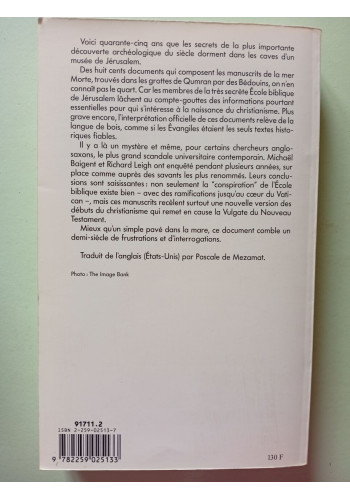 Voici quarante-cinq ans que les secrets de la plus importante
découverte archéologique du siècle dorment dans les caves d'un
musée de Jérusalem.
Des huit cents documents qui composent les manuscrits de la mer
Morte, trouvés dans les grottes de Qumran par des Bédouins, on n'en
connaît pas le quart. Car les membres de la très secrète École biblique
de Jérusalem lâchent au compte-gouttes des informations pourtant
essentielles pour qui s'intéresse à la naissance du christianisme. Plus
grave encore, l'interprétation officielle de ces documents relève de la
langue de bois, comme si les Évangiles étaient les seuls textes histo-
riques fiables.
Il y a là un mystère et même, pour certains chercheurs anglo-
saxons, le plus grand scandale universitaire contemporain. Michaël
Baigent et Richard Leigh ont enquêté pendant plusieurs années, sur
place comme auprès des savants les plus renommés. Leurs conclu-
sions sont saisissantes : non seulement la "conspiration" de l'École
biblique existe bien – avec des ramifications jusqu'au cœur du Vati-
can –, mais ces manuscrits recèlent surtout une nouvelle version des
débuts du christianisme qui remet en cause la Vulgate du Nouveau
Testament.
Mieux qu'un simple pavé dans la mare, ce document comble un
demi-siècle de frustrations et d'interrogations.
Traduit de l'anglais (États-Unis) par Pascale de Mezamat.
Photo : The Image Bank
91711.2
ISBN 2-259-02513-7
9 782259 025133
130 F